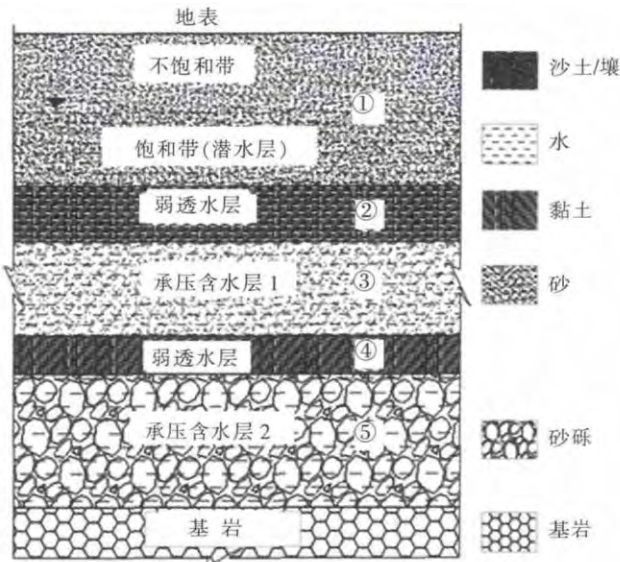 地表
不饱和带
①
饱和带(潜水层)
弱透水层
②
承压含水层1
③
弱透水层
④
承压含水层2
⑤
基岩
沙土/壤
水
黏土
砂
砂砾
基岩